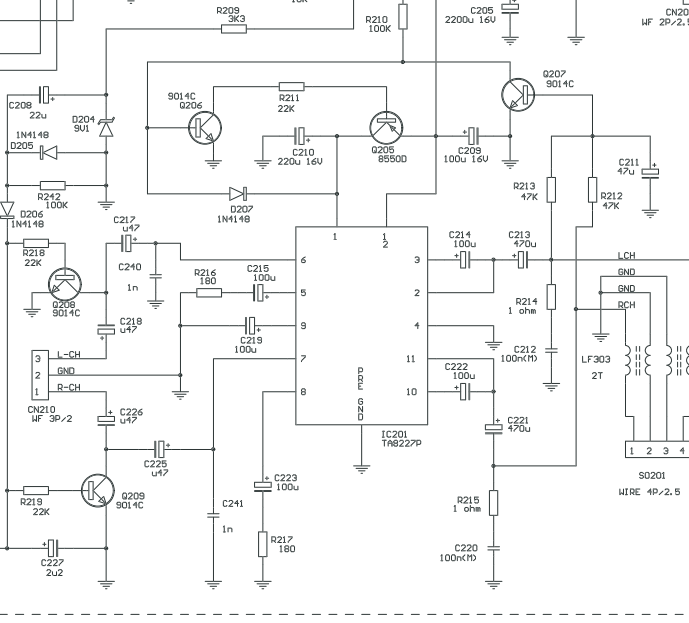 R209
3K3
R210
100K
C205
2200u 16V
WF 2P/2.5
C208
22u
D204
9V1
1N4148
D205
R242
100K
D206
1N4148
9014C
Q206
R211
22K
C210
220u 16V
Q205
8550D
C209
100u 16V
Q207
9014C
D207
1N4148
R213
47K
R212
47K
C211
47u
C217
u47
R218
22K
C240
1n
Q208
9014C
R216
180
C215
100u
C219
100u
C218
u47
1
1
2
6
5
9
7
8
3
2
4
11
10
PRE GND
IC201
TA8227P
C214
100u
C213
470u
LCH
GND
GND
RCH
R214
1 ohm
C212
100n(M)
LF303
2T
C222
100u
C221
470u
3 L-CH
2 GND
1 R-CH
CN210
WF 3P/2
C226
u47
C225
u47
R219
22K
Q209
9014C
C241
1n
C223
100u
R217
180
C227
2u2
R215
1 ohm
C220
100n(M)
1 2 3 4
SO201
WIRE 4P/2.5